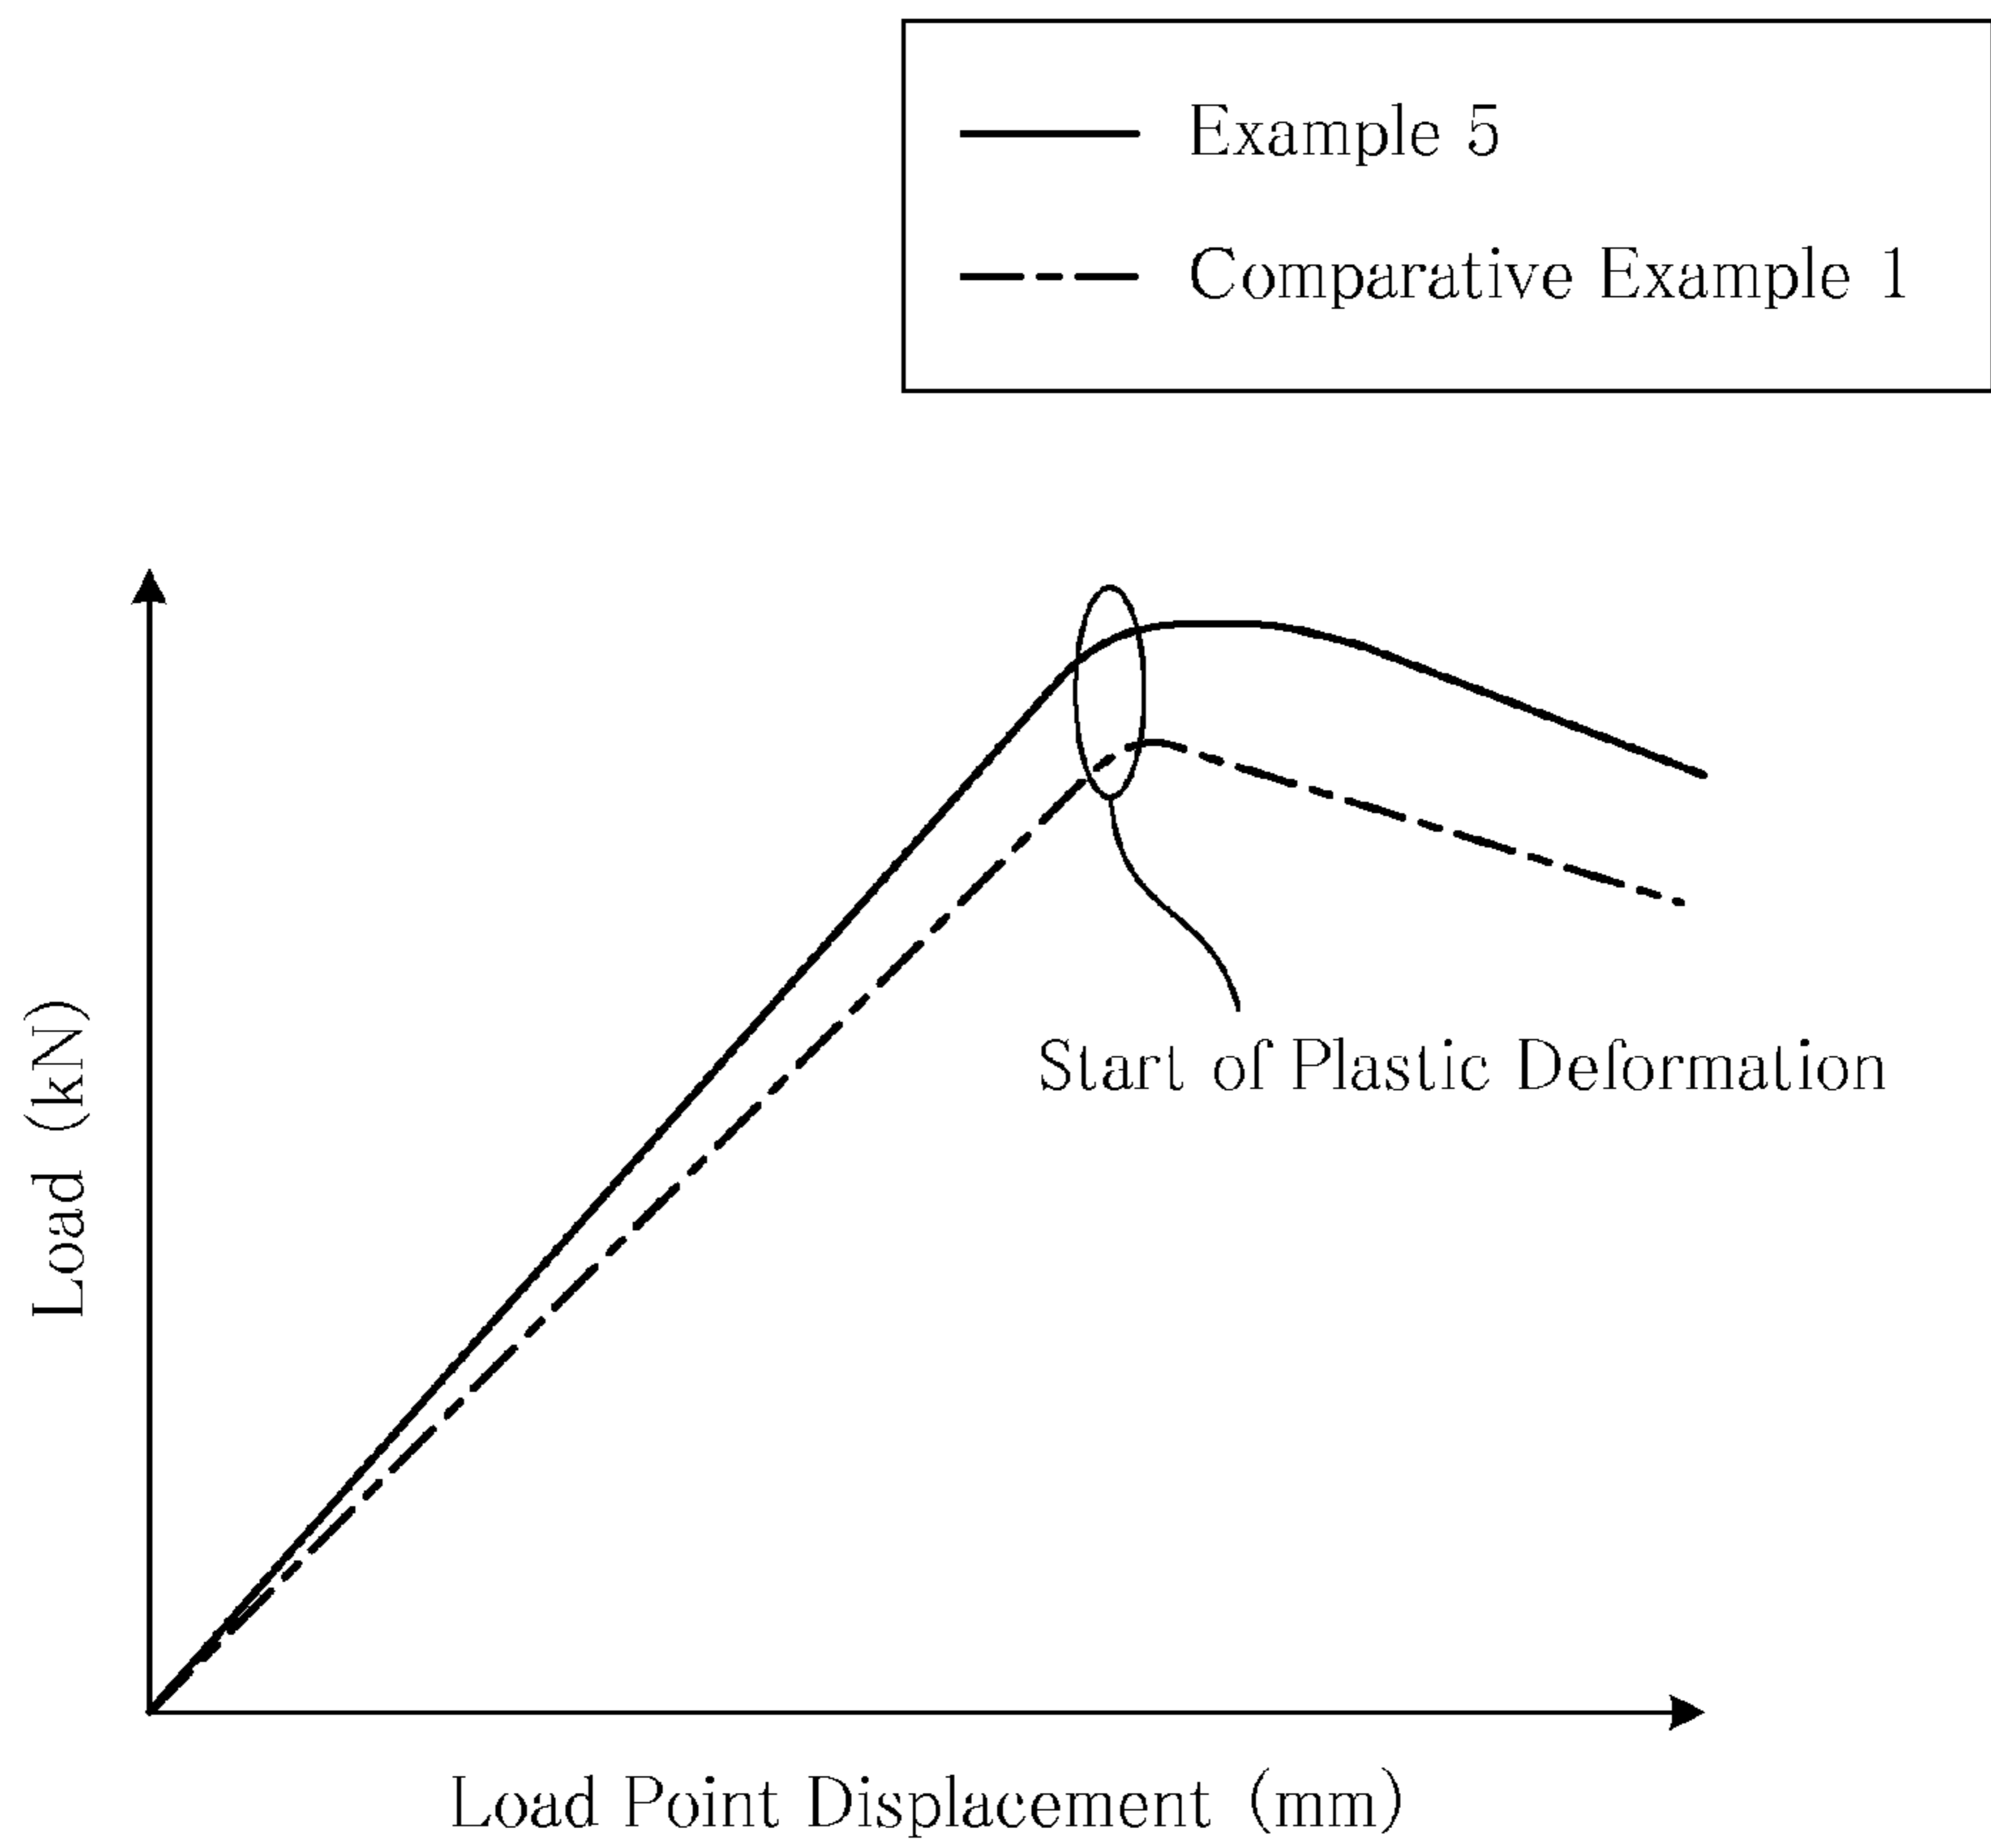 Example 5
Comparative Example 1
Start of Plastic Deformation
Load (kN)
Load Point Displacement (mm)